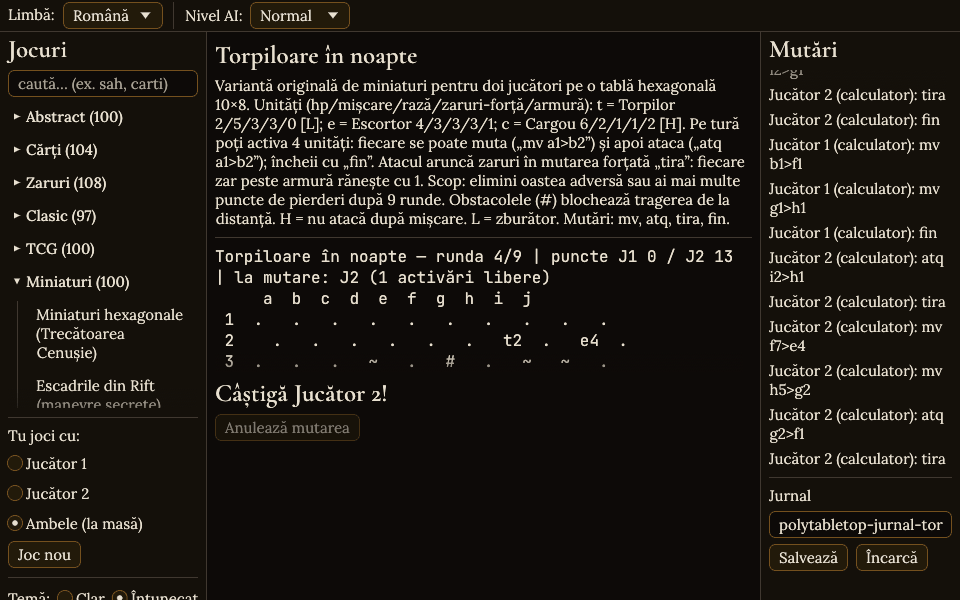 Limbă: Română ▼ Nivel AI: Normal ▼
Jocuri
caută... (ex. sah, carti)
▸ Abstract (100)
▸ Cărți (104)
▸ Zaruri (108)
▸ Clasic (97)
▸ TCG (100)
▾ Miniaturi (100)
Miniaturi hexagonale
(Trecătoarea
Cenușie)
Escadrile din Rift
(manevre secrete)
Tu joci cu:
Jucător 1
Jucător 2
Ambele (la masă)
Joc nou
Temă: Clar Întunecat
Torpiloare în noapte
Variantă originală de miniaturi pentru doi jucători pe o tablă hexagonală
10×8. Unități (hp/mișcare/rază/zaruri-forță/armură): t = Torpilor
2/5/3/3/0 [L]; e = Escortor 4/3/3/3/1; c = Cargou 6/2/1/1/2 [H]. Pe tură
poți activa 4 unități: fiecare se poate muta („mv a1>b2”) și apoi ataca („atq
a1>b2”); închei cu „fin”. Atacul aruncă zaruri în mutarea forțată „tira”: fiecare
zar peste armură rănește cu 1. Scop: elimini oastea adversă sau ai mai multe
puncte de pierderi după 9 runde. Obstacolele (#) blochează tragerea de la
distanță. H = nu atacă după mișcare. L = zburător. Mutări: mv, atq, tira, fin.
Torpiloare în noapte — runda 4/9 | puncte J1 0 / J2 13
| la mutare: J2 (1 activări libere)
a b c d e f g h i j
1 . . . . . . . . . .
2 . . . . . . t2 . e4 .
3 . . . ~ . # . ~ ~ .
Câștigă Jucător 2!
Anulează mutarea
Mutări
i2>g1
Jucător 2 (calculator): tira
Jucător 2 (calculator): fin
Jucător 1 (calculator): mv
b1>f1
Jucător 1 (calculator): mv
g1>h1
Jucător 1 (calculator): fin
Jucător 2 (calculator): atq
i2>h1
Jucător 2 (calculator): tira
Jucător 2 (calculator): mv
f7>e4
Jucător 2 (calculator): mv
h5>g2
Jucător 2 (calculator): atq
g2>f1
Jucător 2 (calculator): tira
Jurnal
polytabletop-jurnal-tor
Salvează Încarcă